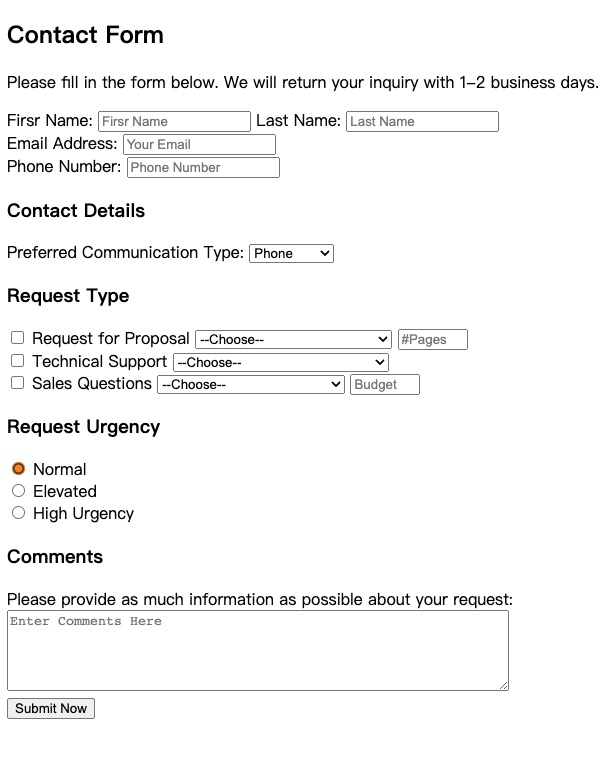 Contact Form
Please fill in the form below. We will return your inquiry with 1–2 business days.
Firsr Name: Firsr Name Last Name: Last Name
Email Address: Your Email
Phone Number: Phone Number
Contact Details
Preferred Communication Type: Phone
Request Type
Request for Proposal --Choose-- #Pages
Technical Support --Choose--
Sales Questions --Choose-- Budget
Request Urgency
Normal
Elevated
High Urgency
Comments
Please provide as much information as possible about your request:
Enter Comments Here
Submit Now